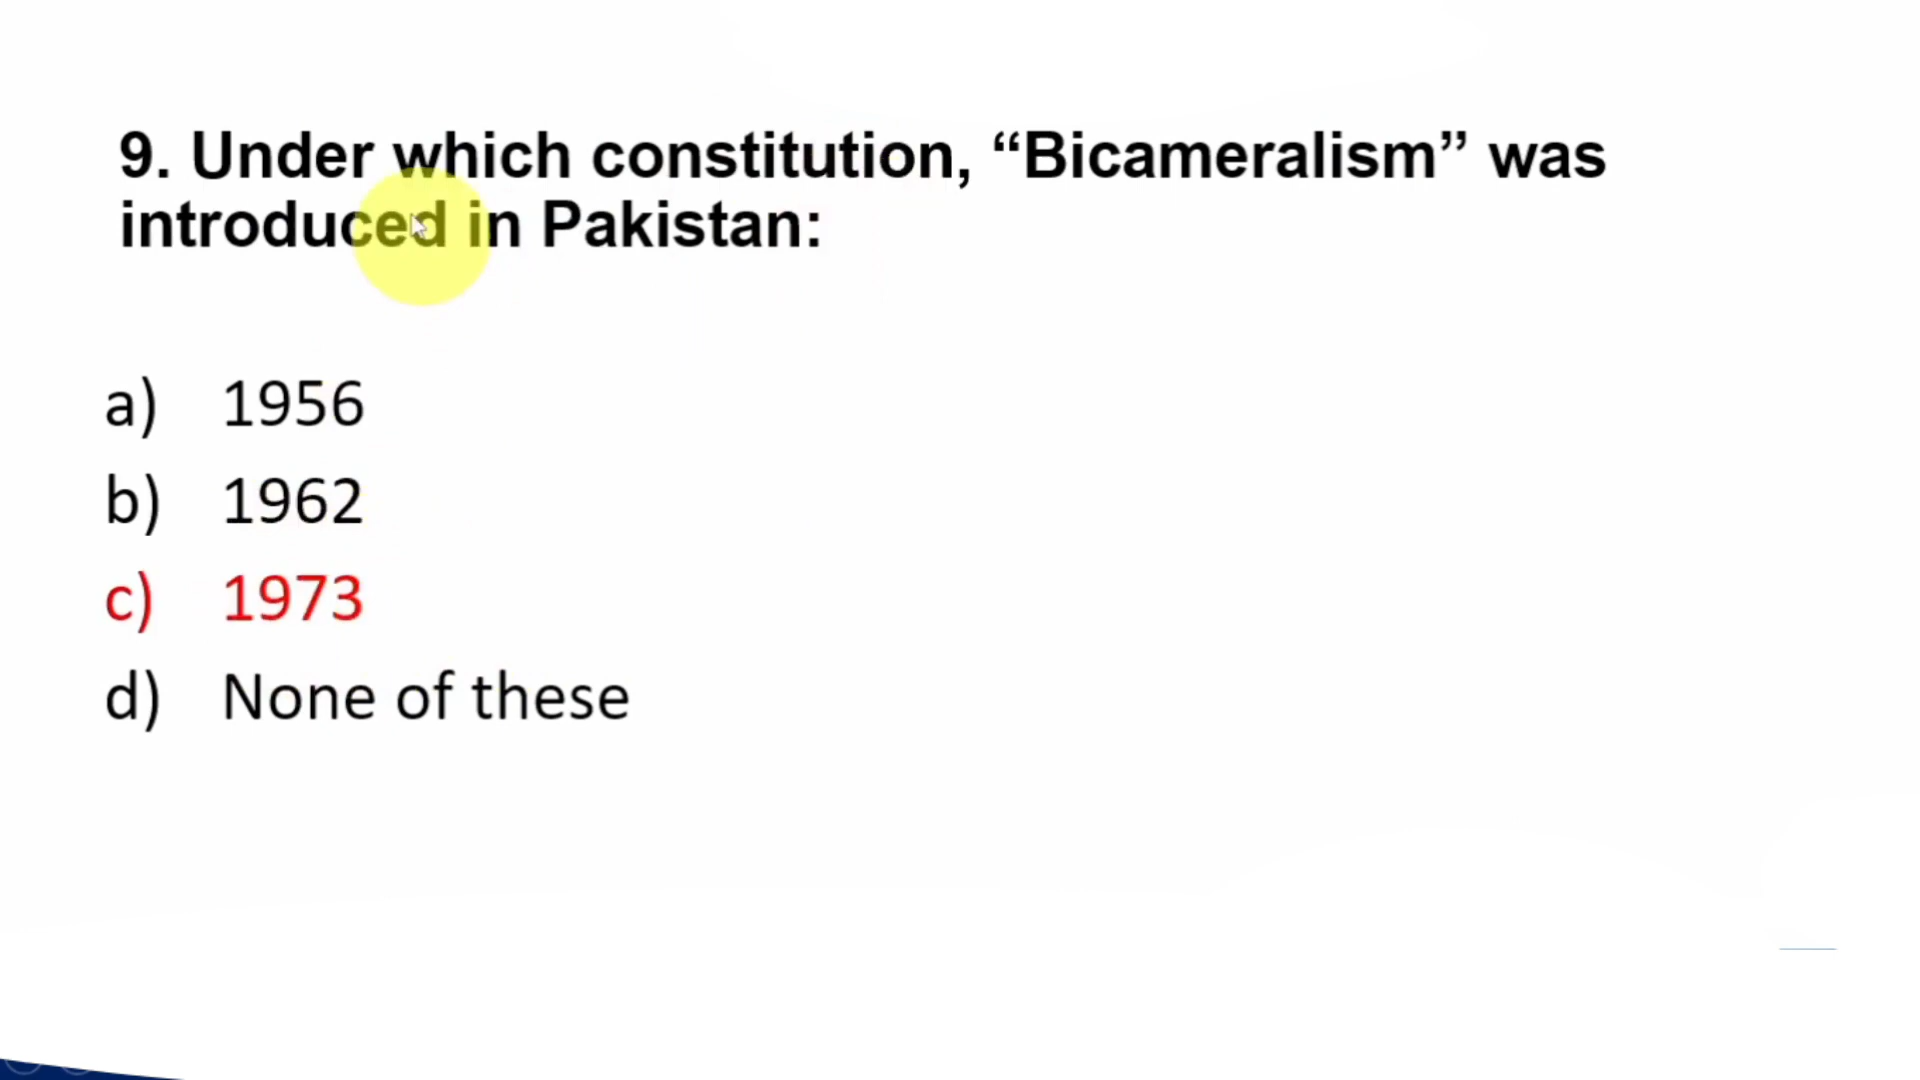 9. Under which constitution, “Bicameralism” was
introduced in Pakistan:
a) 1956
b) 1962
c) 1973
d) None of these